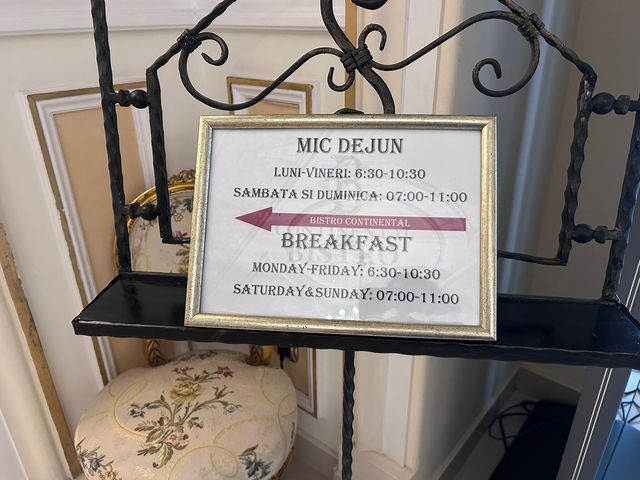 MIC DEJUN
LUNI-VINERI: 6:30-10:30
SAMBATA SI DUMINICA: 07:00-11:00
BISTRO CONTINENTAL
BREAKFAST
MONDAY-FRIDAY: 6:30-10:30
SATURDAY&SUNDAY: 07:00-11:00